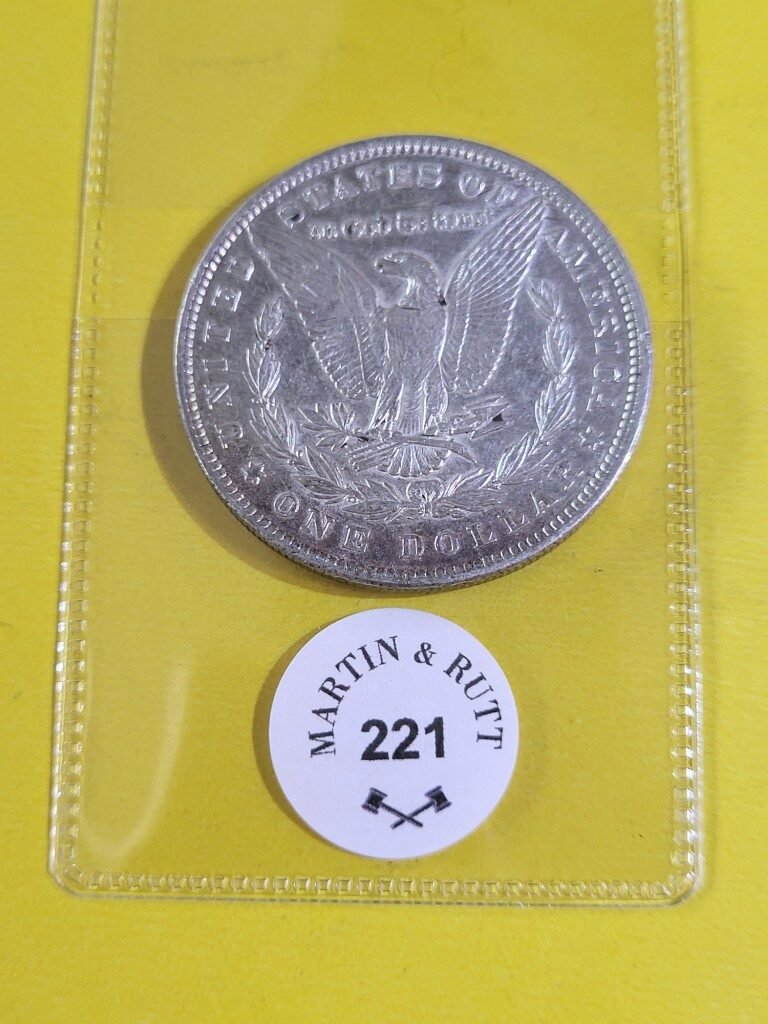 UNITED STATES OF AMERICA
In God we trust
ONE DOLLAR
MARTIN & RUTT
221